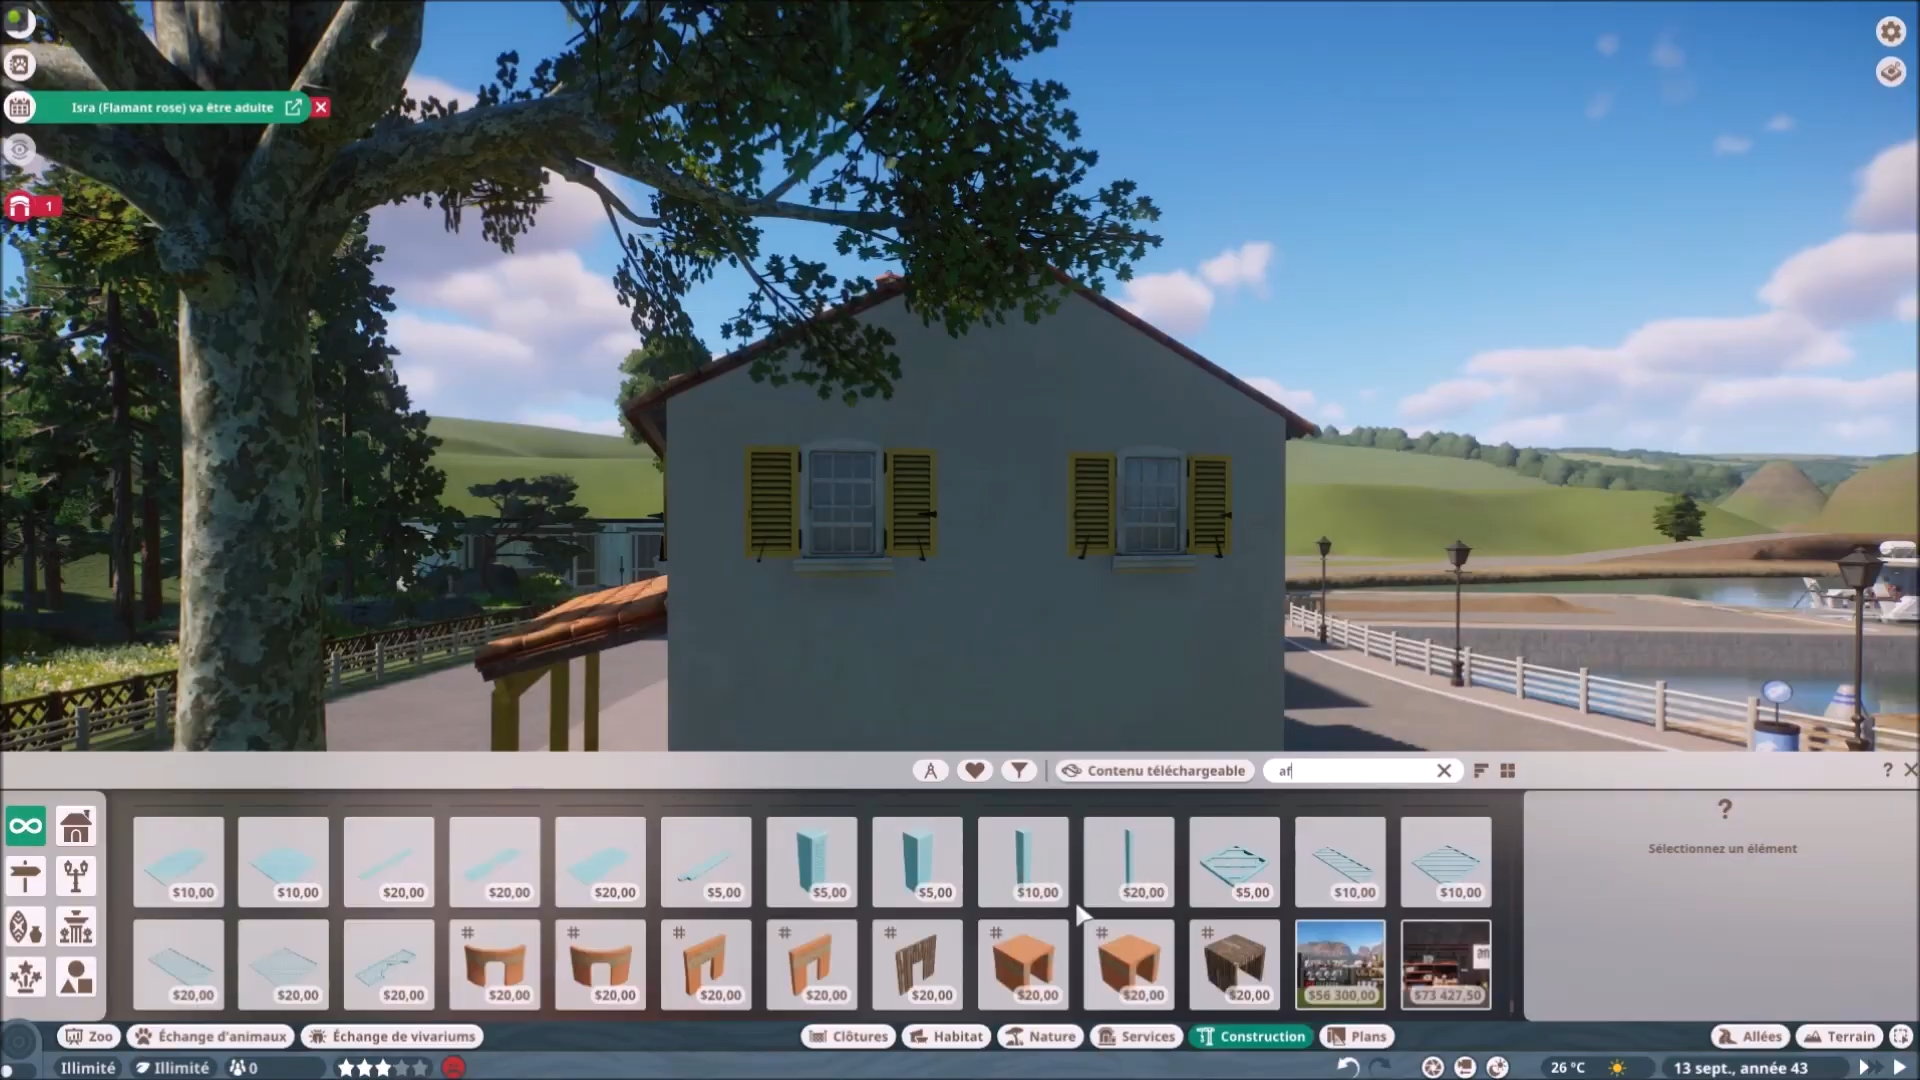 Isra (Flamant rose) va être adulte
1
Contenu téléchargeable
af
?
$10,00 $10,00 $20,00 $20,00 $20,00 $5,00 $5,00 $5,00 $10,00 $20,00 $5,00 $10,00 $10,00
?
Sélectionnez un élément
# # # # # # # #
$20,00 $20,00 $20,00 $20,00 $20,00 $20,00 $20,00 $20,00 $20,00 $20,00 $20,00 $56 300,00 $73 427,50
Zoo Échange d'animaux Échange de vivariums Clôtures Habitat Nature Services Construction Plans Allées Terrain
Illimité Illimité 0 26 °C 13 sept., année 43